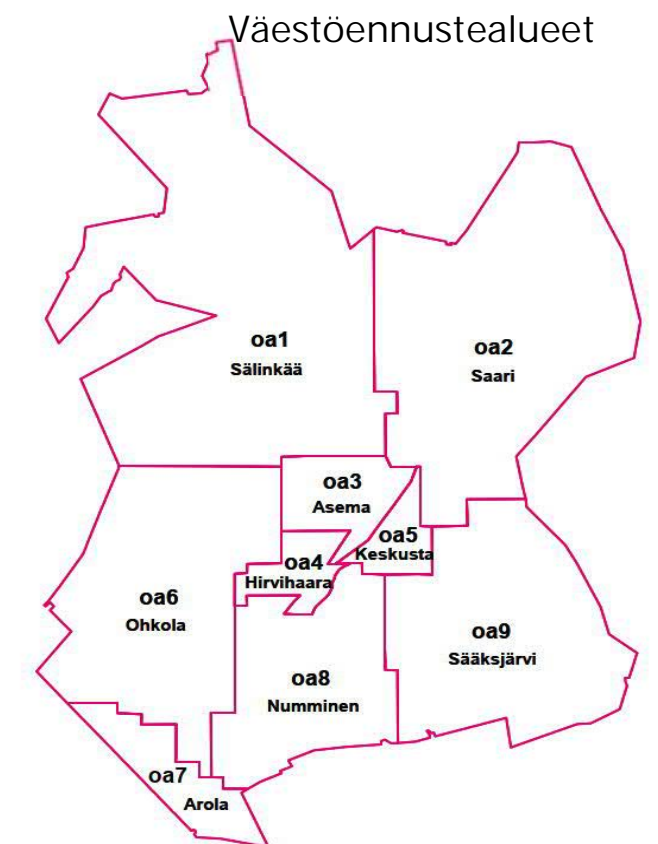 Väestöennustealueet
oa1
Sälinkää
oa2
Saari
oa3
Asema
oa4
Hirvihaara
oa5
Keskusta
oa6
Ohkola
oa7
Arola
oa8
Numminen
oa9
Sääksjärvi